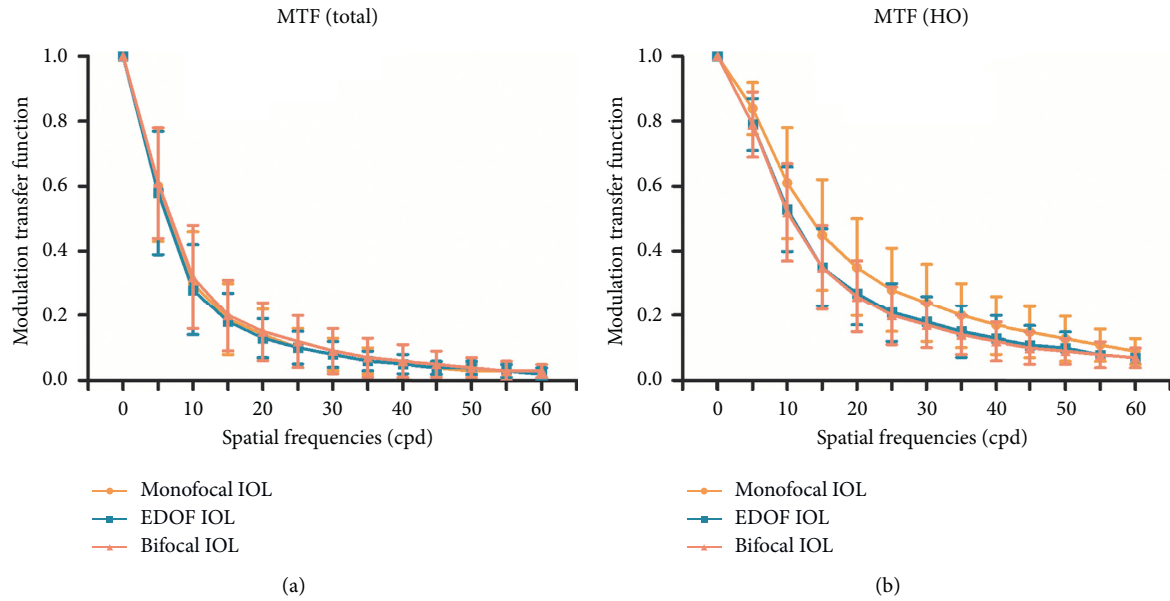 MTF (total)
1.0
0.8
0.6
0.4
0.2
0.0
Modulation transfer function
0 10 20 30 40 50 60
Spatial frequencies (cpd)
Monofocal IOL
EDOF IOL
Bifocal IOL
(a)
MTF (HO)
1.0
0.8
0.6
0.4
0.2
0.0
Modulation transfer function
0 10 20 30 40 50 60
Spatial frequencies (cpd)
Monofocal IOL
EDOF IOL
Bifocal IOL
(b)